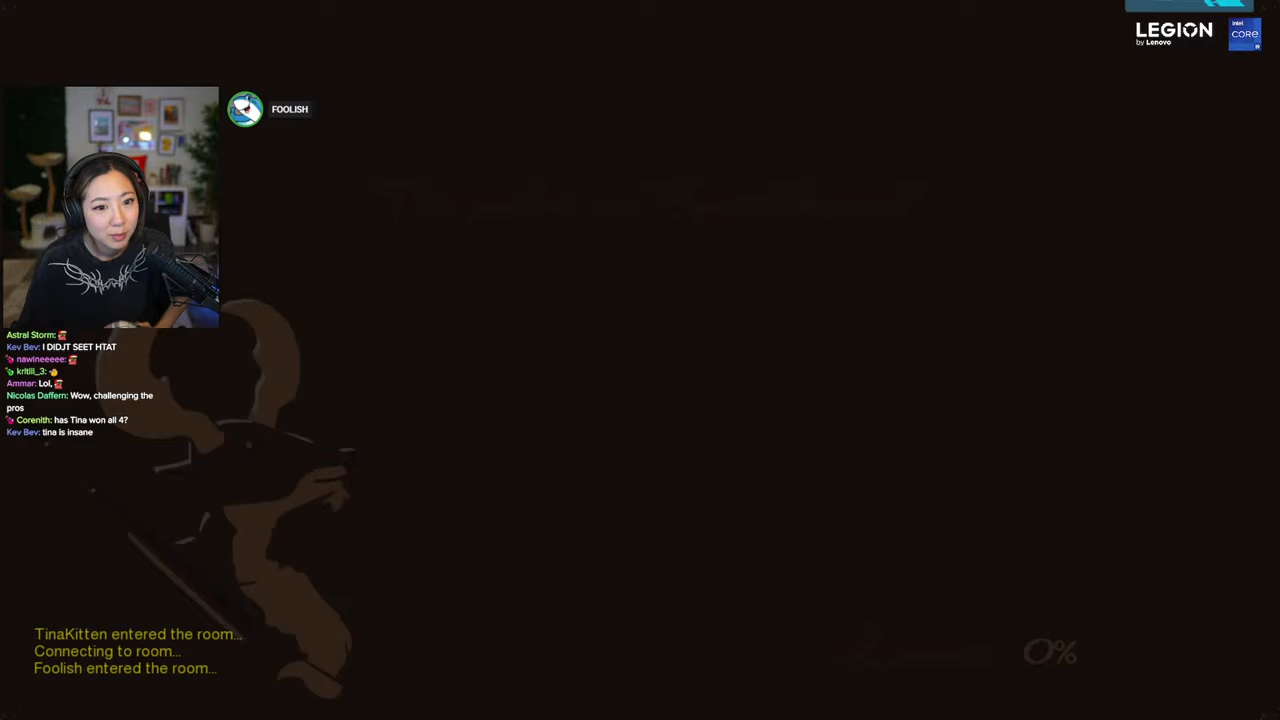 LEGION
by Lenovo
intel
CORE
i9
FOOLISH
Astral Storm:
Kev Bev: I DIDJT SEET HTAT
nawineeeee:
kritiii_3:
Ammar: Lol,
Nicolas Daffern: Wow, challenging the
pros
Corenith: has Tina won all 4?
Kev Bev: tina is insane
TinaKitten entered the room...
Connecting to room...
Foolish entered the room...
0%